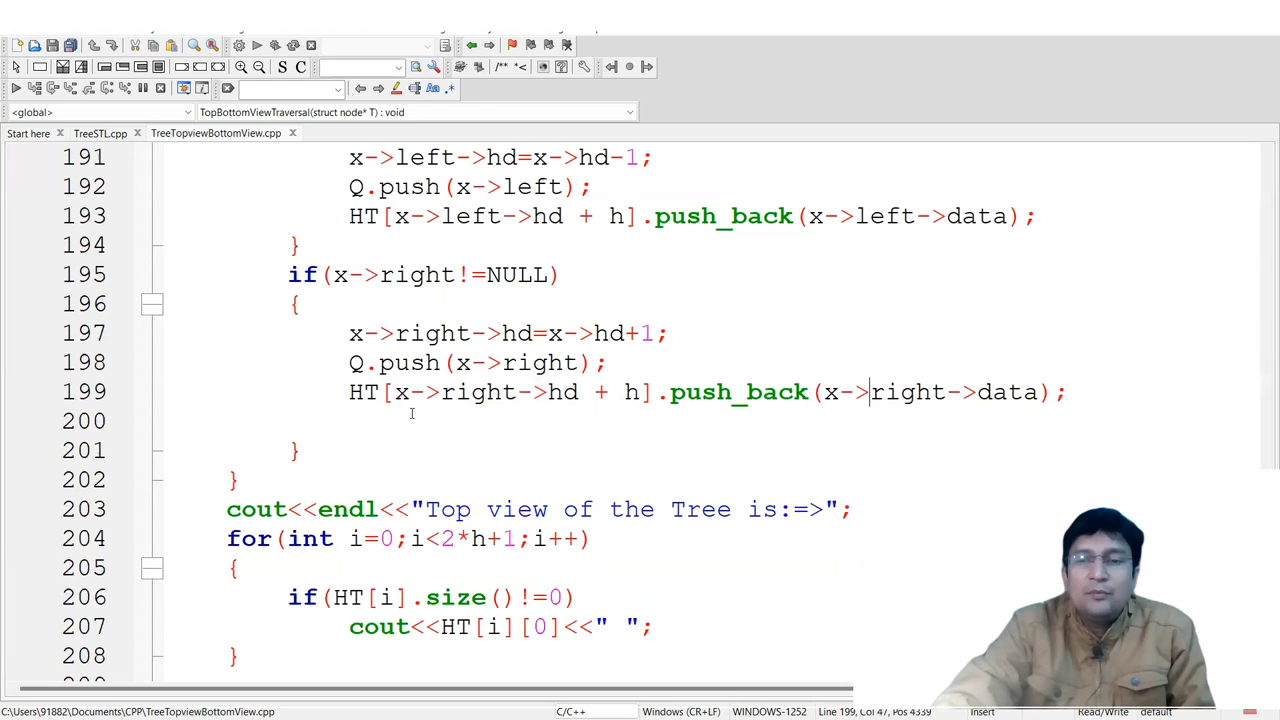 <global>
TopBottomViewTraversal(struct node* T) : void
Start here
TreeSTL.cpp
TreeTopviewBottomView.cpp
191 x->left->hd=x->hd-1;
192 Q.push(x->left);
193 HT[x->left->hd + h].push_back(x->left->data);
194 }
195 if(x->right!=NULL)
196 {
197 x->right->hd=x->hd+1;
198 Q.push(x->right);
199 HT[x->right->hd + h].push_back(x->right->data);
200
201 }
202 }
203 cout<<endl<<"Top view of the Tree is:=>";
204 for(int i=0;i<2*h+1;i++)
205 {
206 if(HT[i].size()!=0)
207 cout<<HT[i][0]<<" ";
208 }
C:\Users\91882\Documents\CPP\TreeTopviewBottomView.cpp
C/C++
Windows (CR+LF)
WINDOWS-1252
Line 199, Col 47, Pos 4339
Insert
Read/Write
default